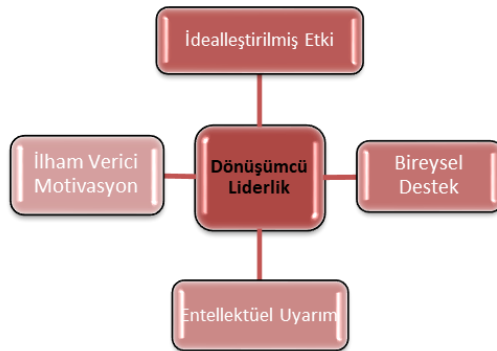 İdealleştirilmiş Etki
İlham Verici
Motivasyon
Dönüşümcü
Liderlik
Bireysel
Destek
Entellektüel Uyarım